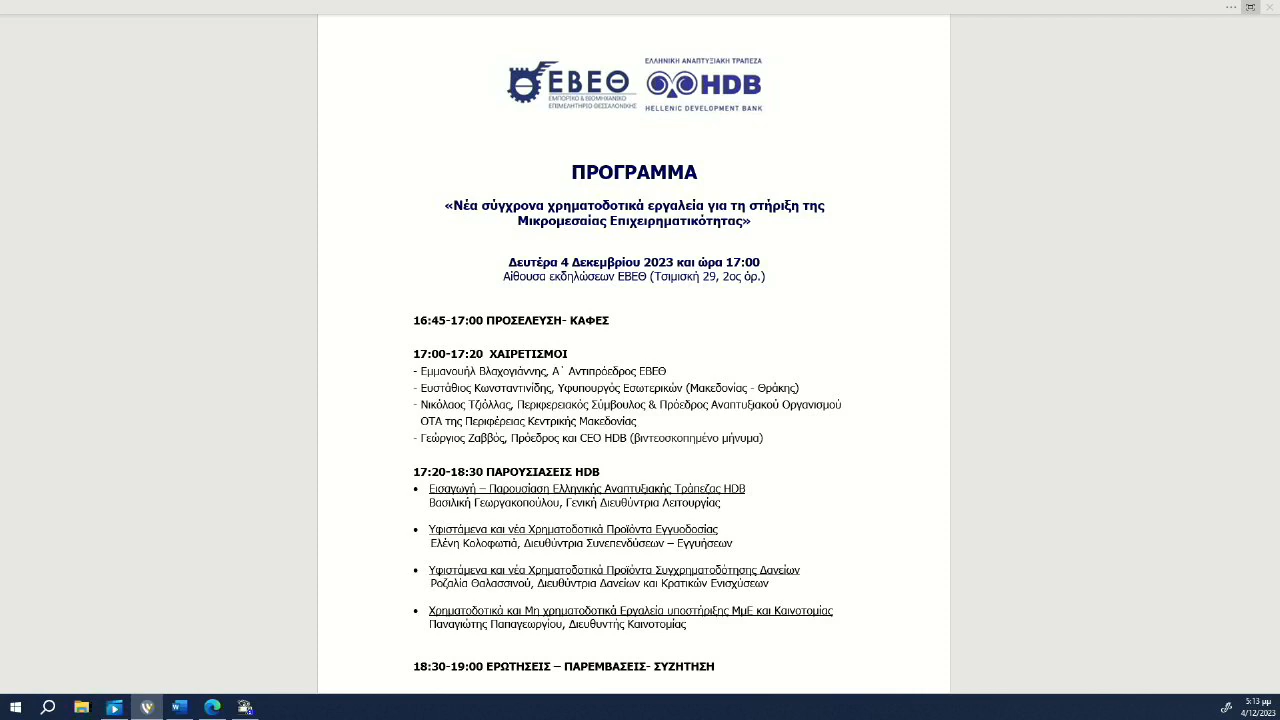 ΕΒΕΘ
ΕΜΠΟΡΙΚΟ & ΒΙΟΜΗΧΑΝΙΚΟ
ΕΠΙΜΕΛΗΤΗΡΙΟ ΘΕΣΣΑΛΟΝΙΚΗΣ
ΕΛΛΗΝΙΚΗ ΑΝΑΠΤΥΞΙΑΚΗ ΤΡΑΠΕΖΑ
HDB
HELLENIC DEVELOPMENT BANK
ΠΡΟΓΡΑΜΜΑ
«Νέα σύγχρονα χρηματοδοτικά εργαλεία για τη στήριξη της
Μικρομεσαίας Επιχειρηματικότητας»
Δευτέρα 4 Δεκεμβρίου 2023 και ώρα 17:00
Αίθουσα εκδηλώσεων ΕΒΕΘ (Τσιμισκή 29, 2ος όρ.)
16:45-17:00 ΠΡΟΣΕΛΕΥΣΗ- ΚΑΦΕΣ
17:00-17:20 ΧΑΙΡΕΤΙΣΜΟΙ
- Εμμανουήλ Βλαχογιάννης, Α΄ Αντιπρόεδρος ΕΒΕΘ
- Ευστάθιος Κωνσταντινίδης, Υφυπουργός Εσωτερικών (Μακεδονίας - Θράκης)
- Νικόλαος Τζιόλλας, Περιφερειακός Σύμβουλος & Πρόεδρος Αναπτυξιακού Οργανισμού
ΟΤΑ της Περιφέρειας Κεντρικής Μακεδονίας
- Γεώργιος Ζαββός, Πρόεδρος και CEO HDB (βιντεοσκοπημένο μήνυμα)
17:20-18:30 ΠΑΡΟΥΣΙΑΣΕΙΣ HDB
• Εισαγωγή – Παρουσίαση Ελληνικής Αναπτυξιακής Τράπεζας HDB
Βασιλική Γεωργακοπούλου, Γενική Διευθύντρια Λειτουργίας
• Υφιστάμενα και νέα Χρηματοδοτικά Προϊόντα Εγγυοδοσίας
Ελένη Κολοφωτιά, Διευθύντρια Συνεπενδύσεων – Εγγυήσεων
• Υφιστάμενα και νέα Χρηματοδοτικά Προϊόντα Συγχρηματοδότησης Δανείων
Ροζαλία Θαλασσινού, Διευθύντρια Δανείων και Κρατικών Ενισχύσεων
• Χρηματοδοτικά και Μη χρηματοδοτικά Εργαλεία υποστήριξης ΜμΕ και Καινοτομίας
Παναγιώτης Παπαγεωργίου, Διευθυντής Καινοτομίας
18:30-19:00 ΕΡΩΤΗΣΕΙΣ – ΠΑΡΕΜΒΑΣΕΙΣ- ΣΥΖΗΤΗΣΗ
5:13 μμ
4/12/2023